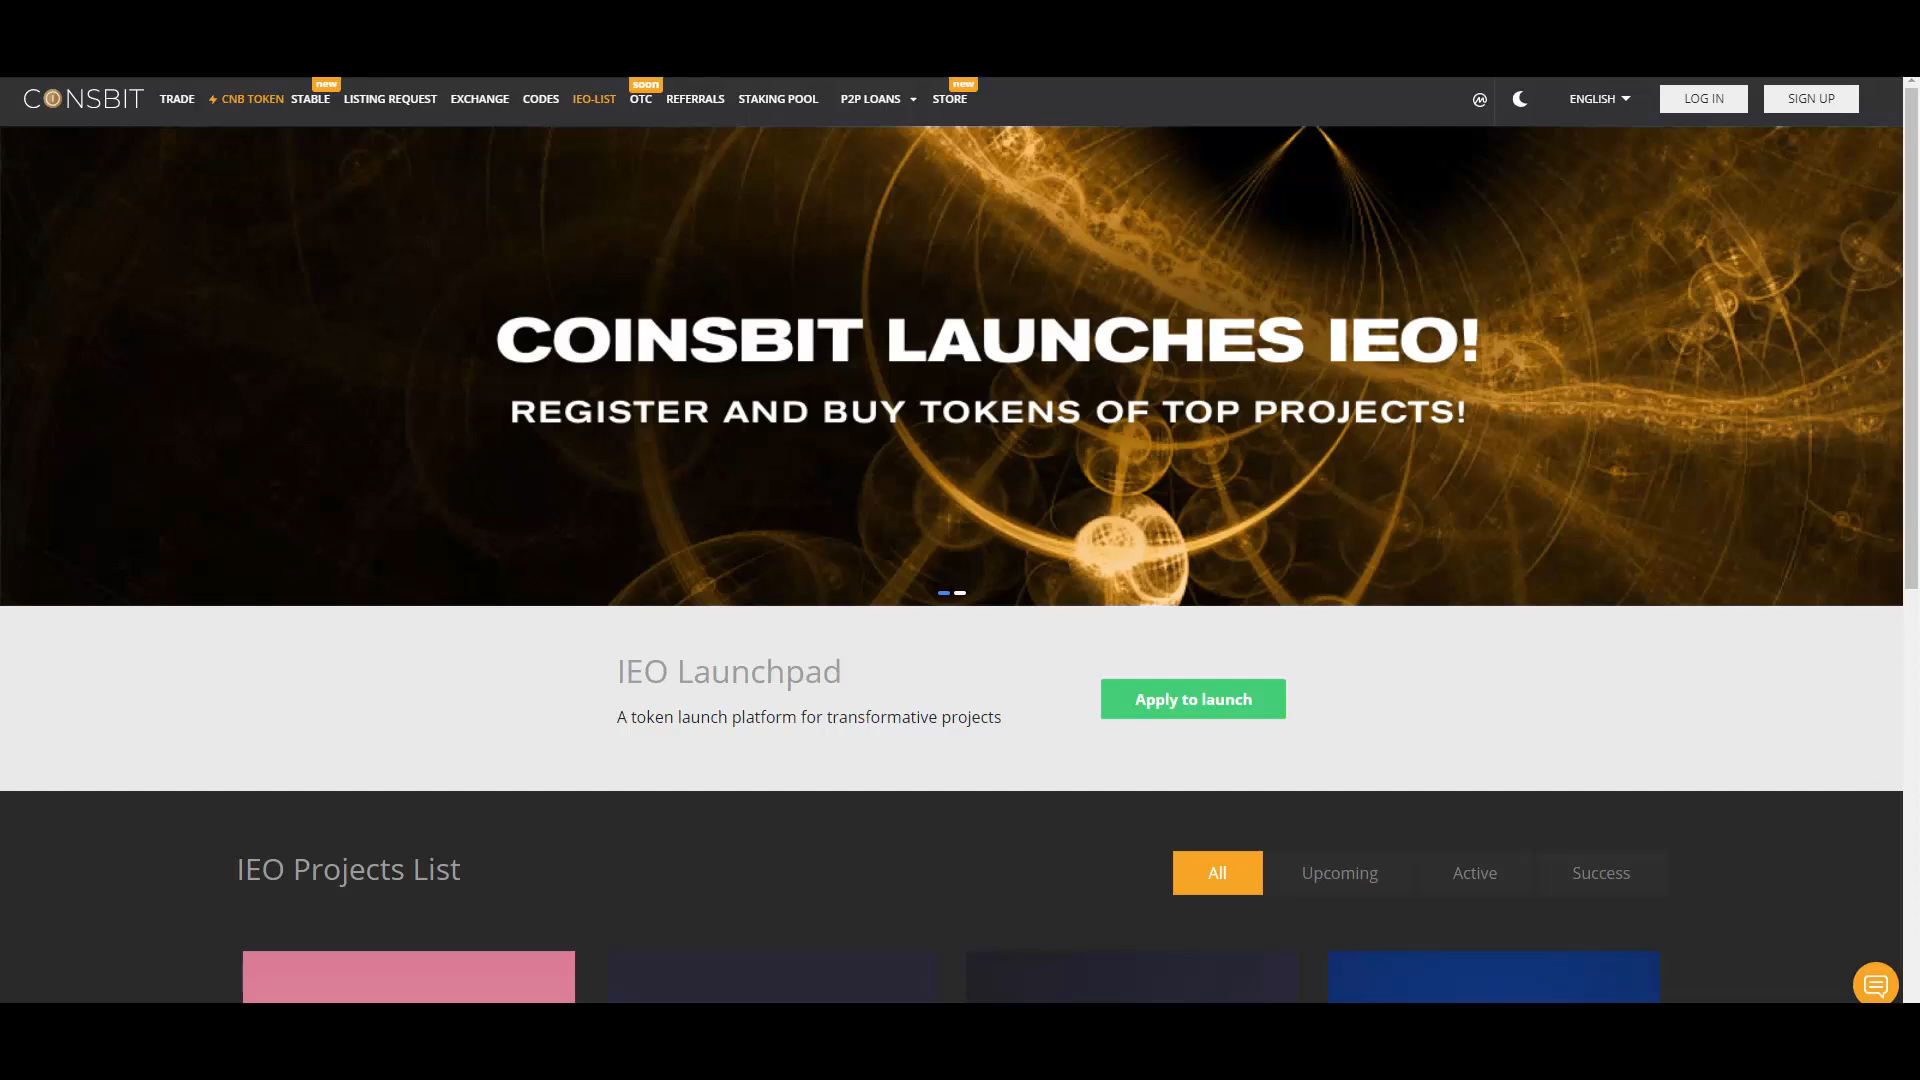 COINSBIT
TRADE CNB TOKEN STABLE new LISTING REQUEST EXCHANGE CODES IEO-LIST OTC soon REFERRALS STAKING POOL P2P LOANS STORE new ENGLISH LOG IN SIGN UP
COINSBIT LAUNCHES IEO!
REGISTER AND BUY TOKENS OF TOP PROJECTS!
IEO Launchpad
A token launch platform for transformative projects
Apply to launch
IEO Projects List
All Upcoming Active Success